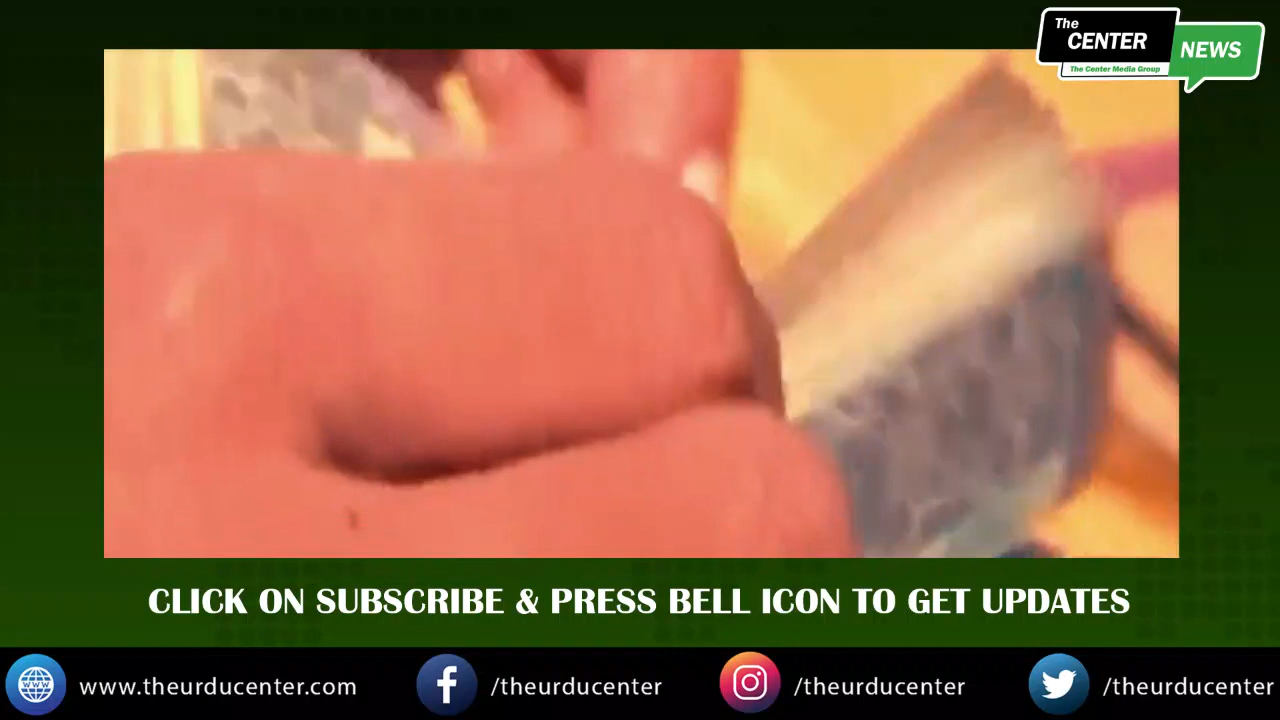 The
CENTER
NEWS
The Center Media Group
CLICK ON SUBSCRIBE & PRESS BELL ICON TO GET UPDATES
www.theurducenter.com
/theurducenter
/theurducenter
/theurducenter